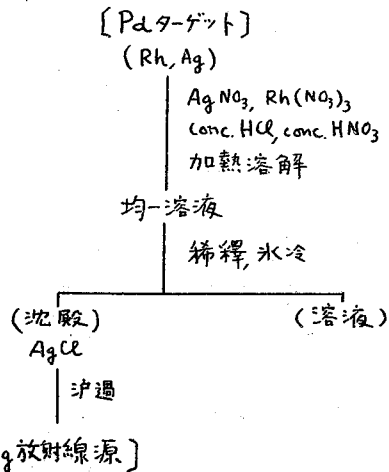 [Pdターゲット]
(Rh, Ag)
AgNO3, Rh(NO3)3
conc.HCl, conc.HNO3
加熱溶解
均一溶液
稀釋, 氷冷
(沈殿) (溶液)
AgCl
沪過
g放射線源]